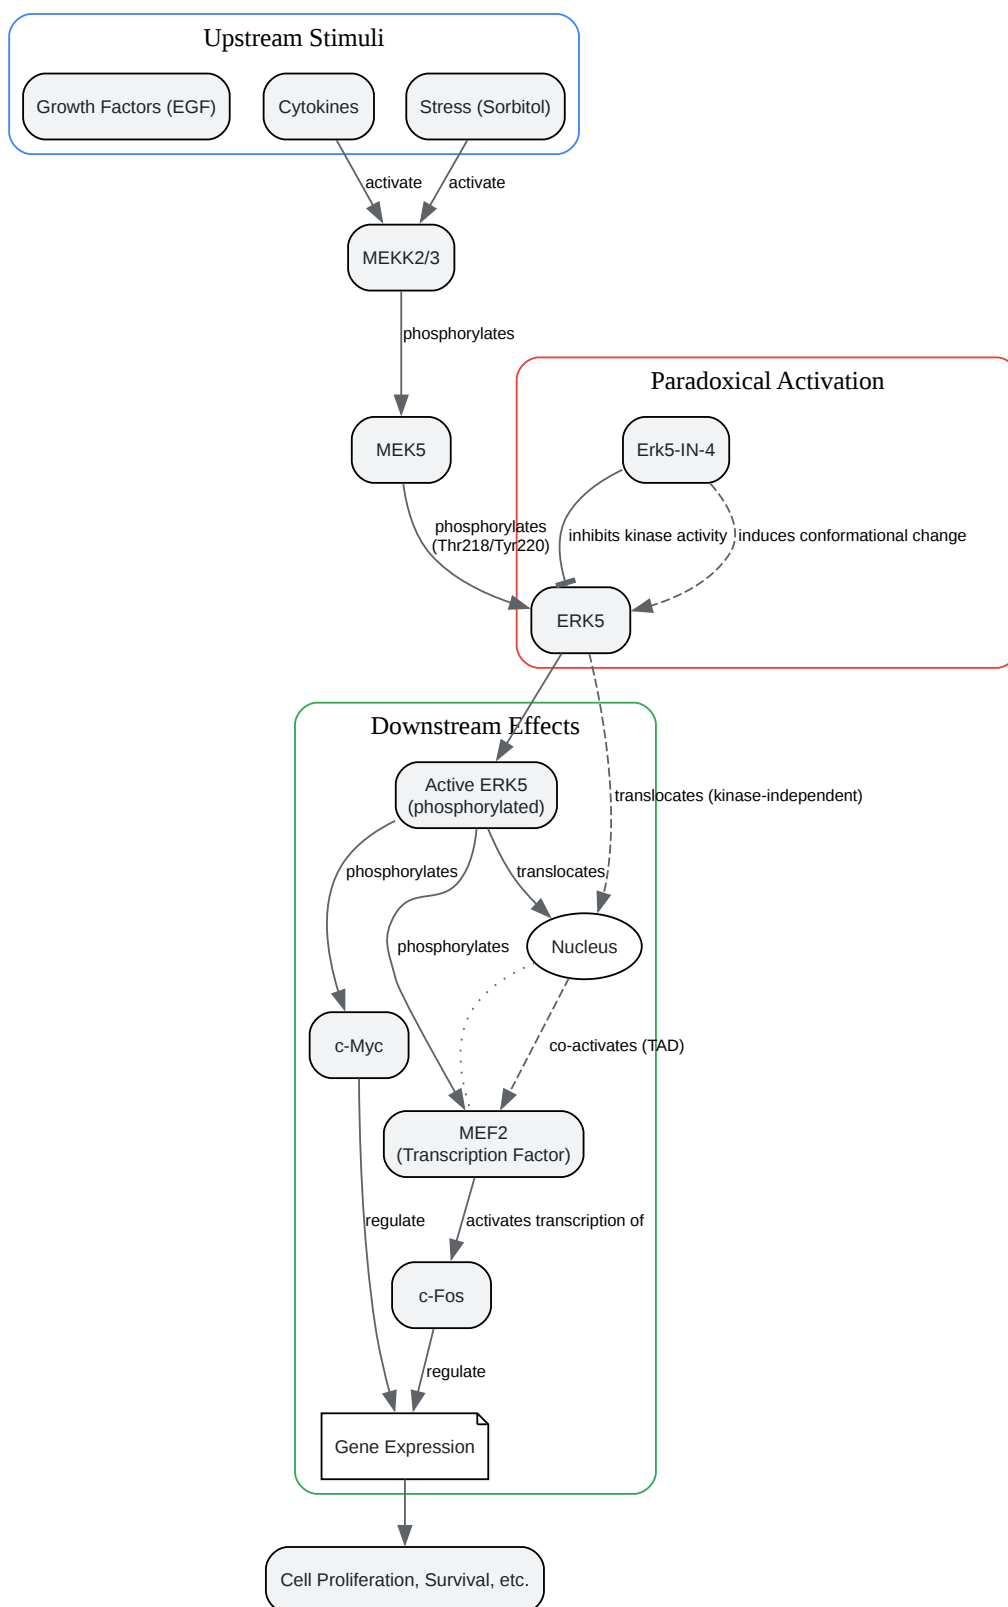 Upstream Stimuli
Growth Factors (EGF)
Cytokines
Stress (Sorbitol)
activate
activate
MEKK2/3
phosphorylates
Paradoxical Activation
MEK5
Erk5-IN-4
phosphorylates
(Thr218/Tyr220)
inhibits kinase activity
induces conformational change
ERK5
Downstream Effects
Active ERK5
(phosphorylated)
translocates (kinase-independent)
phosphorylates
translocates
phosphorylates
Nucleus
c-Myc
co-activates (TAD)
MEF2
(Transcription Factor)
regulate
activates transcription of
c-Fos
regulate
Gene Expression
Cell Proliferation, Survival, etc.